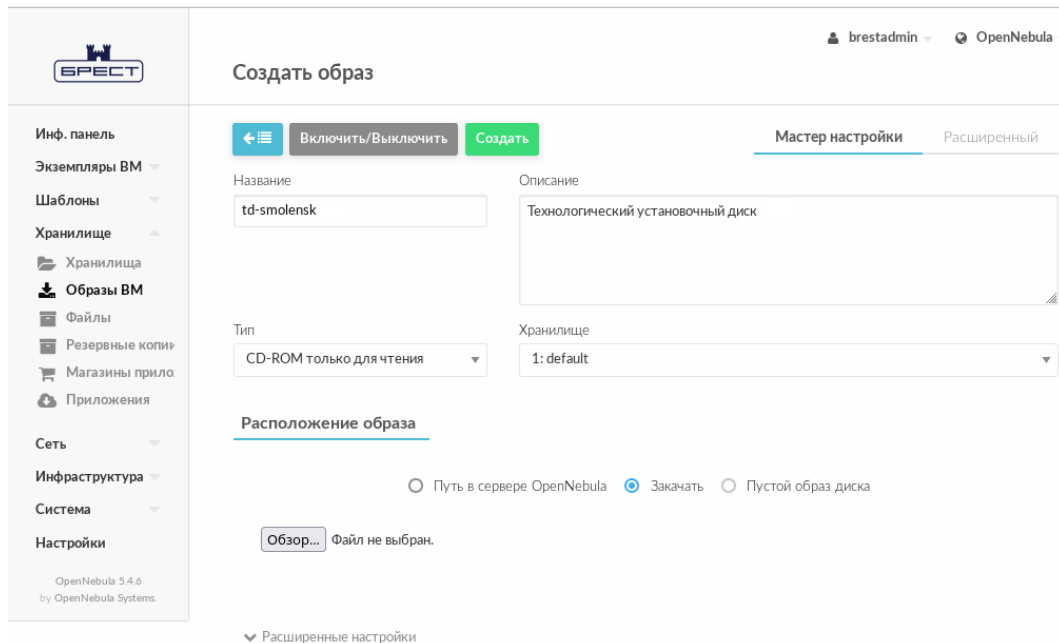 БРЕСТ
brestadmin
OpenNebula
Создать образ
Инф. панель
Экземпляры ВМ
Шаблоны
Хранилище
Хранилища
Образы ВМ
Файлы
Резервные копии
Магазины прило
Приложения
Сеть
Инфраструктура
Система
Настройки
OpenNebula 5.4.6
by OpenNebula Systems.
Включить/Выключить
Создать
Мастер настройки
Расширенный
Название
Описание
td-smolensk
Технологический установочный диск
Тип
Хранилище
CD-ROM только для чтения
1: default
Расположение образа
Путь в сервере OpenNebula
Закачать
Пустой образ диска
Обзор... Файл не выбран.
Расширенные настройки